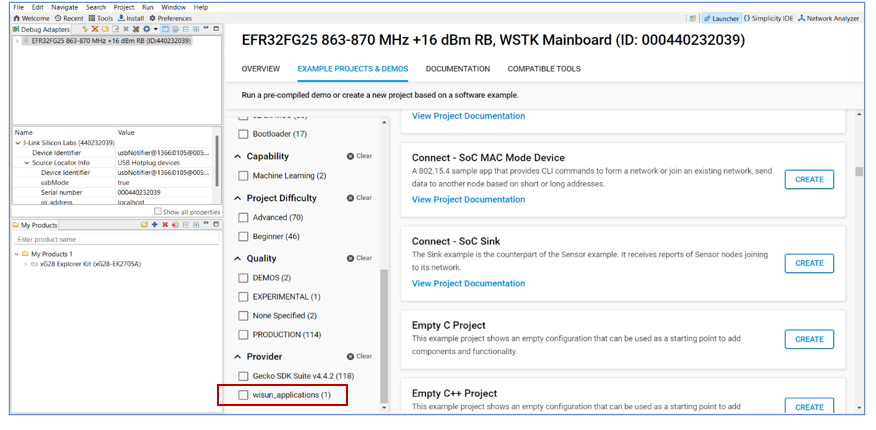 File Edit Navigate Search Project Run Window Help
Welcome Recent Tools Install Preferences
Launcher Simplicity IDE Network Analyzer
Debug Adapters
EFR32FG25 863-870 MHz +16 dBm RB (ID:440232039)
Name Value
J-Link Silicon Labs (440232039)
Device Identifier usbNotifier@1366:0105@005:...
Source Locator Info USB Hotplug devices
Device Identifier usbNotifier@1366:0105@005:...
usbMode true
Serial number 000440232039
ip_address localhost
Show all properties
My Products
Enter product name
My Products 1
xG28 Explorer Kit (xG28-EK2705A)
EFR32FG25 863-870 MHz +16 dBm RB, WSTK Mainboard (ID: 000440232039)
OVERVIEW EXAMPLE PROJECTS & DEMOS DOCUMENTATION COMPATIBLE TOOLS
Run a pre-compiled demo or create a new project based on a software example.
Bootloader (17)
Capability Clear
Machine Learning (2)
Project Difficulty Clear
Advanced (70)
Beginner (46)
Quality Clear
DEMOS (2)
EXPERIMENTAL (1)
None Specified (2)
PRODUCTION (114)
Provider Clear
Gecko SDK Suite v4.4.2 (118)
wisun_applications (1)
View Project Documentation
Connect - SoC MAC Mode Device
A 802.15.4 sample app that provides CLI commands to form a network or join an existing network, send
data to another node based on short or long addresses.
View Project Documentation
CREATE
Connect - SoC Sink
The Sink example is the counterpart of the Sensor example. It receives reports of Sensor nodes joining
to its network.
View Project Documentation
CREATE
Empty C Project
This example project shows an empty configuration that can be used as a starting point to add
components and functionality.
CREATE
Empty C++ Project
This example project shows an empty configuration that can be used as a starting point to add
CREATE